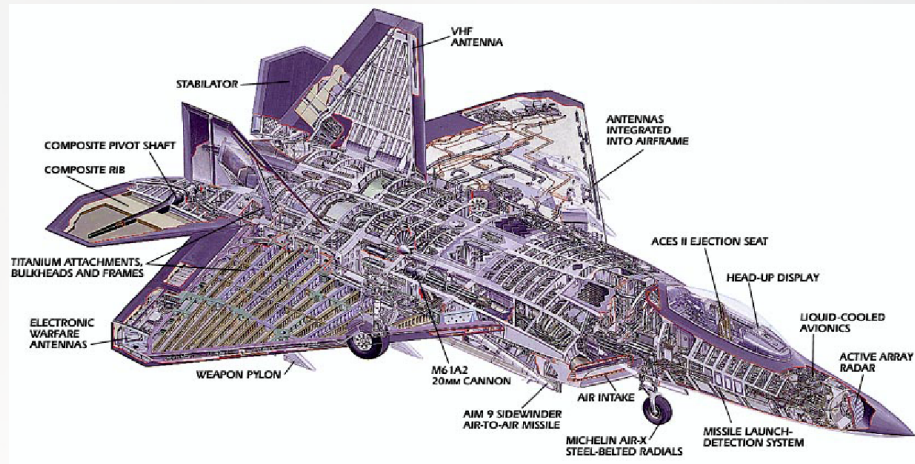 VHF
ANTENNA
STABILATOR
ANTENNAS
INTEGRATED
INTO AIRFRAME
COMPOSITE PIVOT SHAFT
COMPOSITE RIB
ACES II EJECTION SEAT
HEAD-UP DISPLAY
TITANIUM ATTACHMENTS,
BULKHEADS AND FRAMES
LIQUID-COOLED
AVIONICS
ELECTRONIC
WARFARE
ANTENNAS
ACTIVE ARRAY
RADAR
WEAPON PYLON
M61A2
20MM CANNON
AIR INTAKE
AIM 9 SIDEWINDER
AIR-TO-AIR MISSILE
MISSILE LAUNCH-
DETECTION SYSTEM
MICHELIN AIR-X
STEEL-BELTED RADIALS